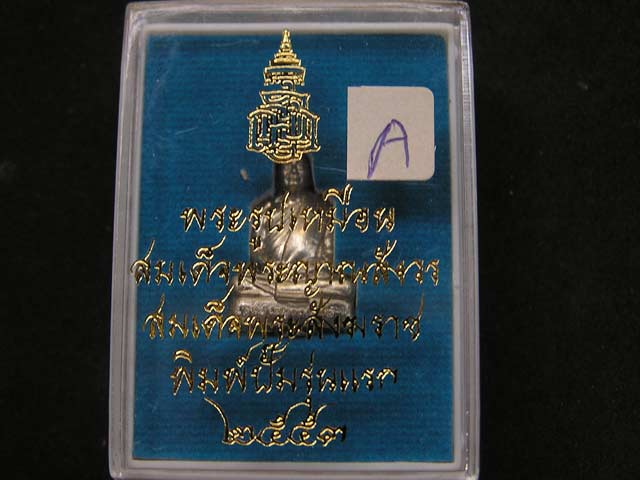 A
พระรูปเหมือน
สมเด็จพระญาณสังวร
สมเด็จพระสังฆราช
พิมพ์ปั๊มรุ่นแรก
๒๕๕๓